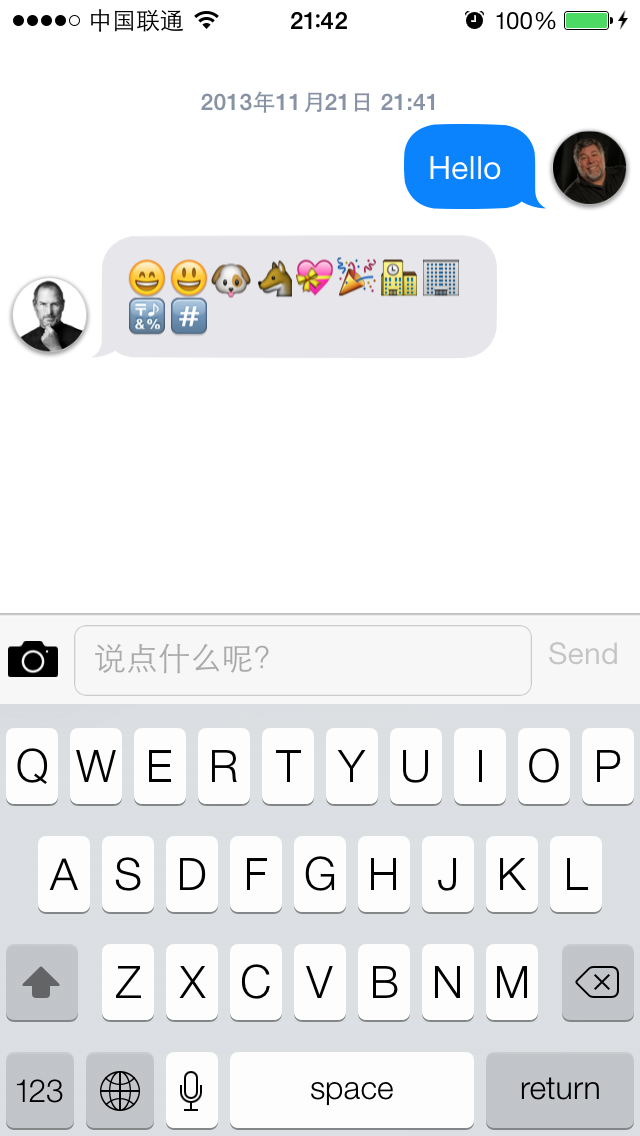 中国联通 21:42 100%
2013年11月21日 21:41
Hello
😄😃🐶🐺💝🎉🏫🏢
🔣#️⃣
说点什么呢?
Send
Q W E R T Y U I O P
A S D F G H J K L
Z X C V B N M
123 space return